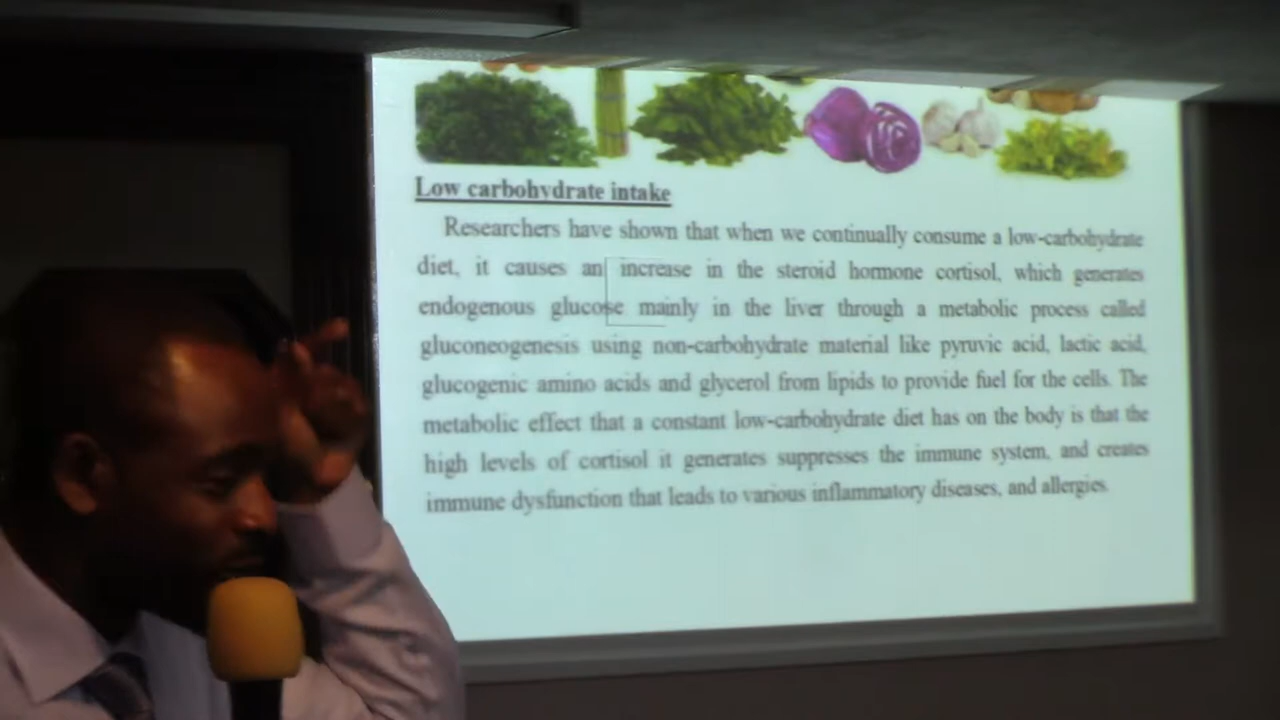 Low carbohydrate intake
Researchers have shown that when we continually consume a low-carbohydrate
diet, it causes an increase in the steroid hormone cortisol, which generates
endogenous glucose mainly in the liver through a metabolic process called
gluconeogenesis using non-carbohydrate material like pyruvic acid, lactic acid,
glucogenic amino acids and glycerol from lipids to provide fuel for the cells. The
metabolic effect that a constant low-carbohydrate diet has on the body is that the
high levels of cortisol it generates suppresses the immune system, and creates
immune dysfunction that leads to various inflammatory diseases, and allergies.